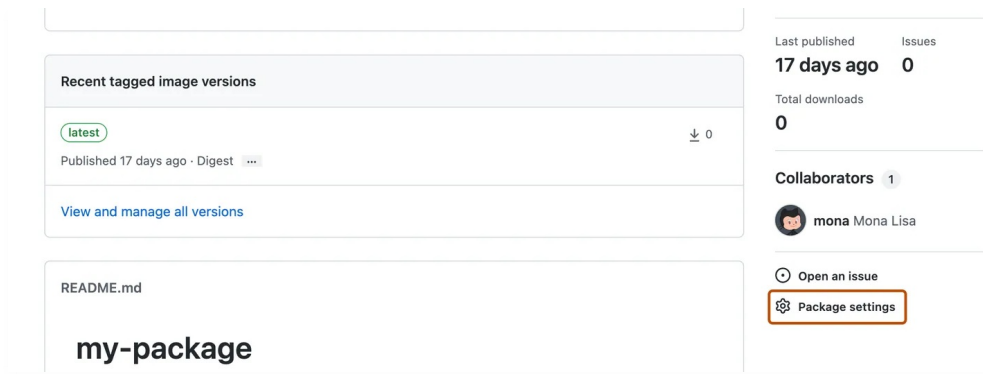 Recent tagged image versions
latest
0
Published 17 days ago · Digest ...
View and manage all versions
README.md
my-package
Last published Issues
17 days ago 0
Total downloads
0
Collaborators 1
mona Mona Lisa
Open an issue
Package settings